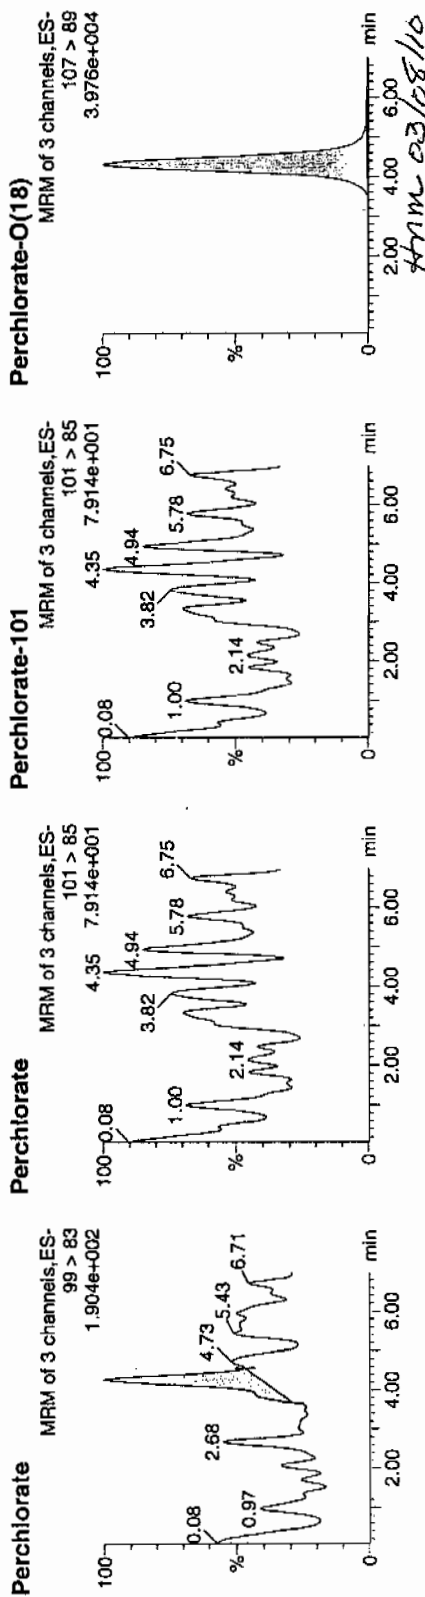 Perchlorate
MRM of 3 channels,ES-
99 > 83
1.904e+002
100
%
0
0.08
0.97
2.68
4.73
5.43
6.71
2.00
4.00
6.00
min
Perchlorate
MRM of 3 channels,ES-
101 > 85
7.914e+001
100
%
0
0.08
1.00
2.14
3.82
4.35
4.94
5.78
6.75
2.00
4.00
6.00
min
Perchlorate-101
MRM of 3 channels,ES-
101 > 85
7.914e+001
100
%
0
0.08
1.00
2.14
3.82
4.35
4.94
5.78
6.75
2.00
4.00
6.00
min
Perchlorate-O(18)
MRM of 3 channels,ES-
107 > 89
3.976e+004
100
%
0
2.00
4.00
6.00
min
HNM 03/08/10